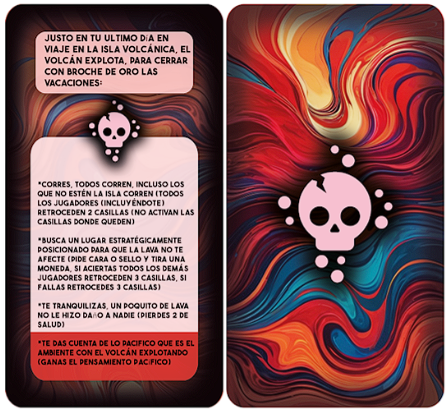 JUSTO EN TU ULTIMO DíA EN
VIAJE EN LA ISLA VOLCÁNICA, EL
VOLCÁN EXPLOTA, PARA CERRAR
CON BROCHE DE ORO LAS
VACACIONES:
*CORRES, TODOS CORREN, INCLUSO LOS
QUE NO ESTÉN LA ISLA CORREN (TODOS
LOS JUGADORES (INCLUYÉNDOTE)
RETROCEDEN 2 CASILLAS (NO ACTIVAN LAS
CASILLAS DONDE QUEDEN)
*BUSCA UN LUGAR ESTRATÉGICAMENTE
POSICIONADO PARA QUE LA LAVA NO TE
AFECTE (PIDE CARA O SELLO Y TIRA UNA
MONEDA, SI ACIERTAS TODOS LOS DEMÁS
JUGADORES RETROCEDEN 3 CASILLAS, SI
FALLAS RETROCEDES 3 CASILLAS)
*TE TRANQUILIZAS, UN POQUITO DE LAVA
NO LE HIZO DAñO A NADIE (PIERDES 2 DE
SALUD)
*TE DAS CUENTA DE LO PACIFICO QUE ES EL
AMBIENTE CON EL VOLCÁN EXPLOTANDO
(GANAS EL PENSAMIENTO PACíFICO)